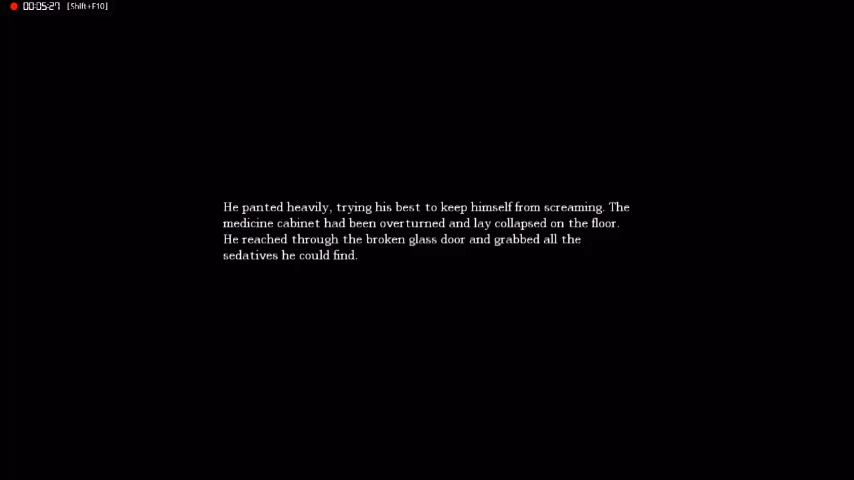 00:05:27 [Shift+F10]
He panted heavily, trying his best to keep himself from screaming. The
medicine cabinet had been overturned and lay collapsed on the floor.
He reached through the broken glass door and grabbed all the
sedatives he could find.